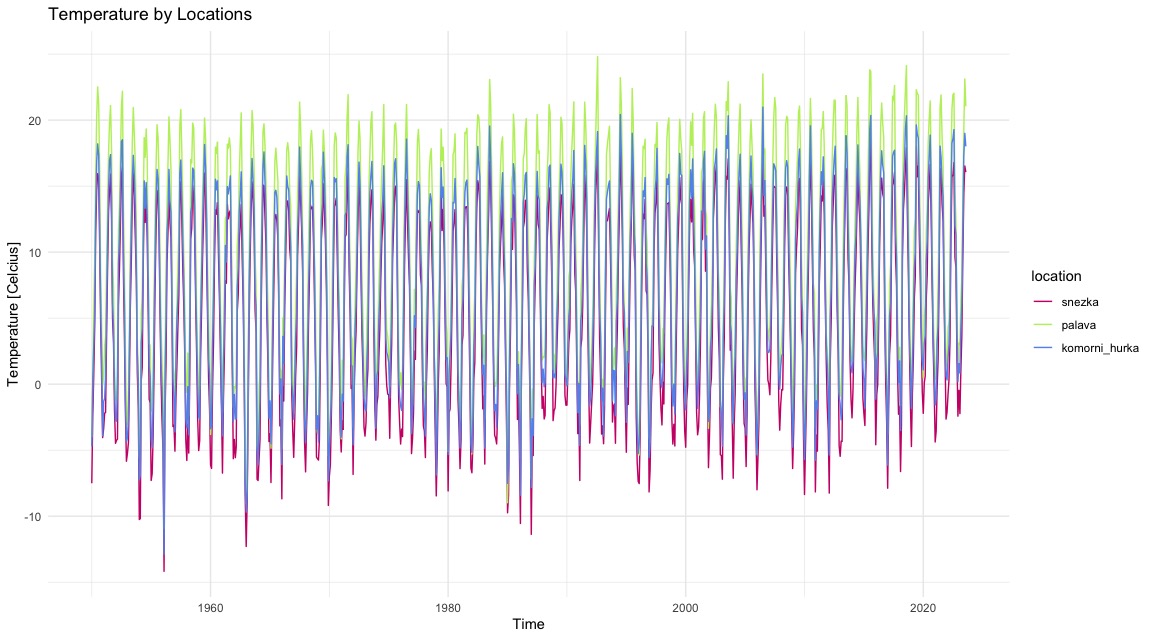 Temperature by Locations
Temperature [Celcius]
20
10
0
-10
1960
1980
2000
2020
Time
location
snezka
palava
komorni_hurka